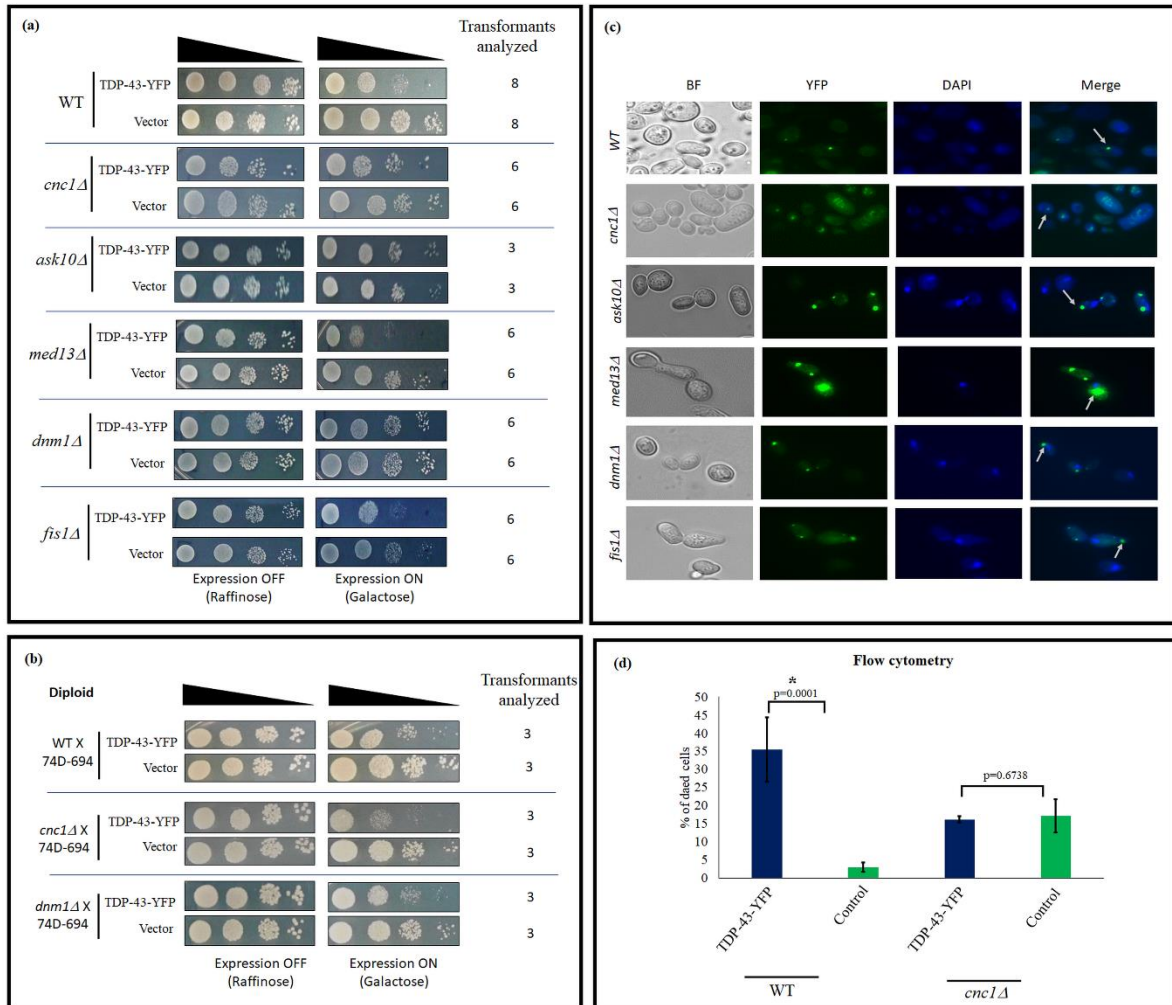 (a)
Transformants
analyzed
WT
TDP-43-YFP
8
Vector
8
cnc1Δ
TDP-43-YFP
6
Vector
6
ask10Δ
TDP-43-YFP
3
Vector
3
med13Δ
TDP-43-YFP
6
Vector
6
dnm1Δ
TDP-43-YFP
6
Vector
6
fis1Δ
TDP-43-YFP
6
Vector
6
Expression OFF
(Raffinose)
Expression ON
(Galactose)
(b)
Diploid
Transformants
analyzed
WT X
74D-694
TDP-43-YFP
3
Vector
3
cnc1Δ X
74D-694
TDP-43-YFP
3
Vector
3
dnm1Δ X
74D-694
TDP-43-YFP
3
Vector
3
Expression OFF
(Raffinose)
Expression ON
(Galactose)
(c)
BF YFP DAPI Merge
WT
cnc1Δ
ask10Δ
med13Δ
dnm1Δ
fis1Δ
(d)
Flow cytometry
% of daed cells
50
45
40
35
30
25
20
15
10
5
0
*
p=0.0001
p=0.6738
TDP-43-YFP
Control
TDP-43-YFP
Control
WT
cnc1Δ